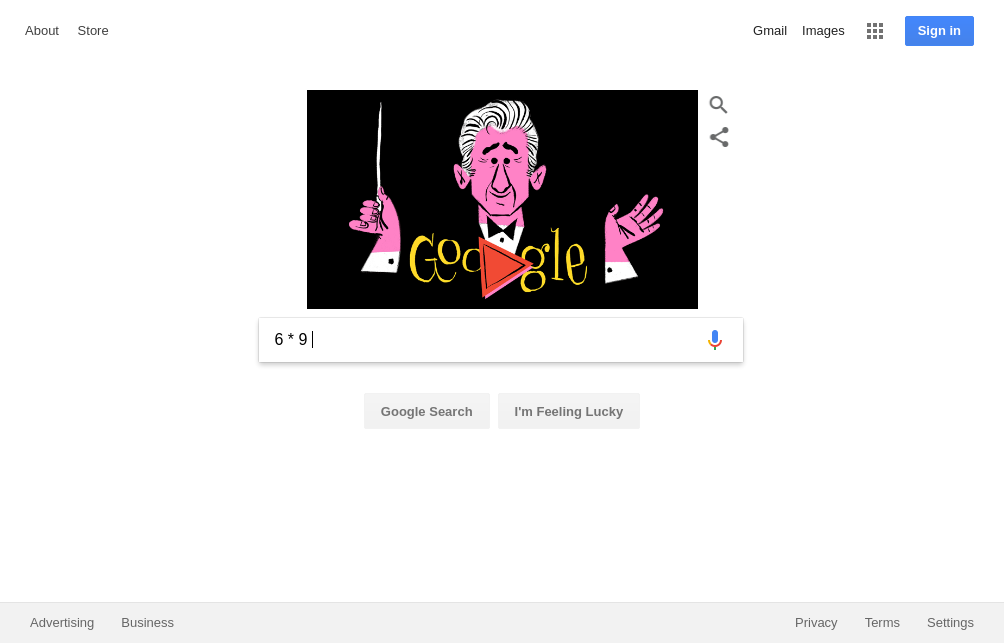 About Store Gmail Images Sign in
Google
6 * 9
Google Search I'm Feeling Lucky
Advertising Business Privacy Terms Settings